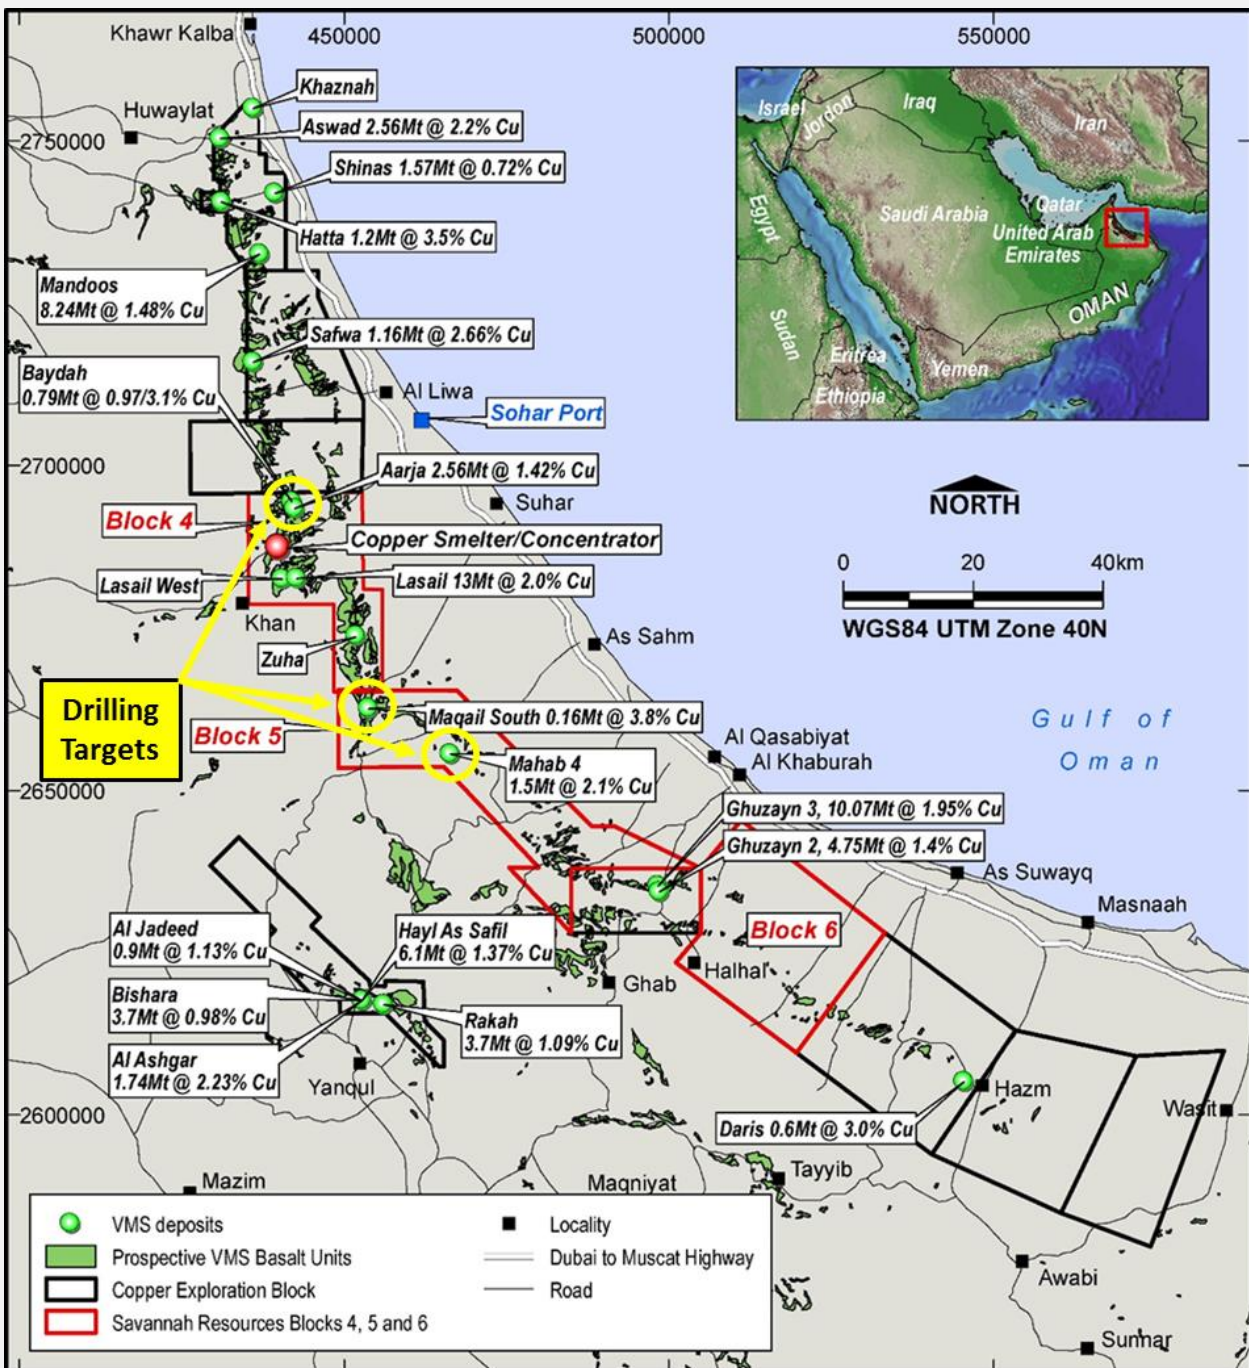 450000
500000
550000
Khawr Kalba
Khaznah
Huwaylat
2750000
Aswad 2.56Mt @ 2.2% Cu
Shinas 1.57Mt @ 0.72% Cu
Hatta 1.2Mt @ 3.5% Cu
Mandoos
8.24Mt @ 1.48% Cu
Safwa 1.16Mt @ 2.66% Cu
Baydah
0.79Mt @ 0.97/3.1% Cu
Al Liwa
Sohar Port
2700000
Aarja 2.56Mt @ 1.42% Cu
Suhar
Block 4
Copper Smelter/Concentrator
Lasail West
Lasail 13Mt @ 2.0% Cu
Khan
Zuha
As Sahm
Drilling
Targets
Block 5
Maqail South 0.16Mt @ 3.8% Cu
Mahab 4
1.5Mt @ 2.1% Cu
Al Qasabiyat
Al Khaburah
2650000
Ghuzayn 3, 10.07Mt @ 1.95% Cu
Ghuzayn 2, 4.75Mt @ 1.4% Cu
As Suwayq
Masnaah
Block 6
Al Jadeed
0.9Mt @ 1.13% Cu
Hayl As Safil
6.1Mt @ 1.37% Cu
Halhal
Ghab
Bishara
3.7Mt @ 0.98% Cu
Rakah
3.7Mt @ 1.09% Cu
Al Ashgar
1.74Mt @ 2.23% Cu
Yanqul
Hazm
Wasit
2600000
Daris 0.6Mt @ 3.0% Cu
Tayyib
Maqniyat
Mazim
Awabi
Sunnar
Israel
Jordon
Iraq
Iran
Egypt
Saudi Arabia
Qatar
United Arab
Emirates
OMAN
Sudan
Eritrea
Ethiopia
Yemen
NORTH
0
20
40km
WGS84 UTM Zone 40N
Gulf of
Oman
VMS deposits
Prospective VMS Basalt Units
Copper Exploration Block
Savannah Resources Blocks 4, 5 and 6
Locality
Dubai to Muscat Highway
Road